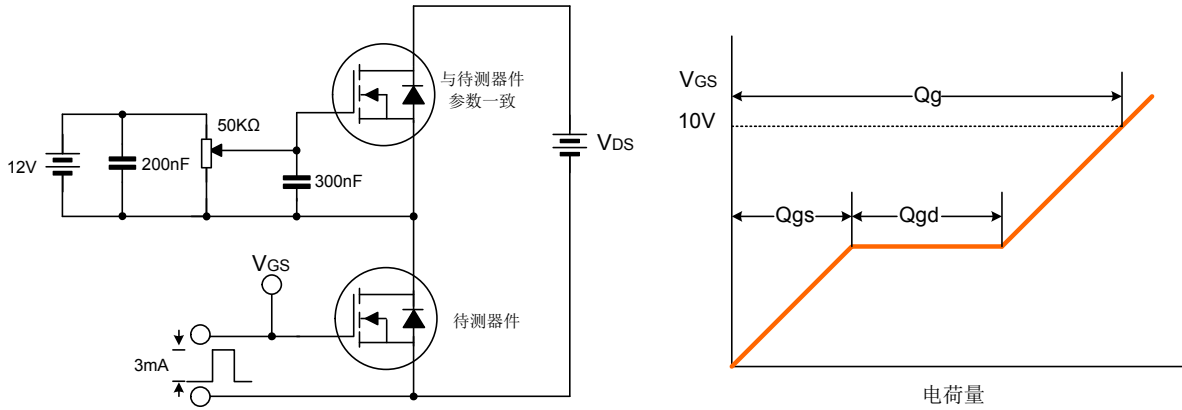 与待测器件
参数一致
50KΩ
12V
200nF
300nF
VDS
VGS
待测器件
3mA
VGS
Qg
10V
Qgs
Qgd
电荷量